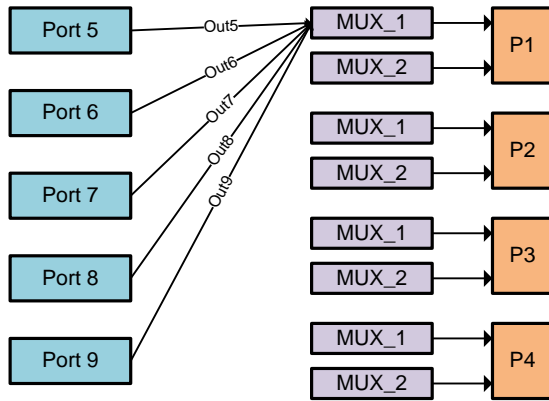 Port 5
Out5
MUX_1
P1
MUX_2
Port 6
Out6
MUX_1
P2
MUX_2
Port 7
Out7
MUX_1
P3
MUX_2
Port 8
Out8
MUX_1
P4
MUX_2
Port 9
Out9